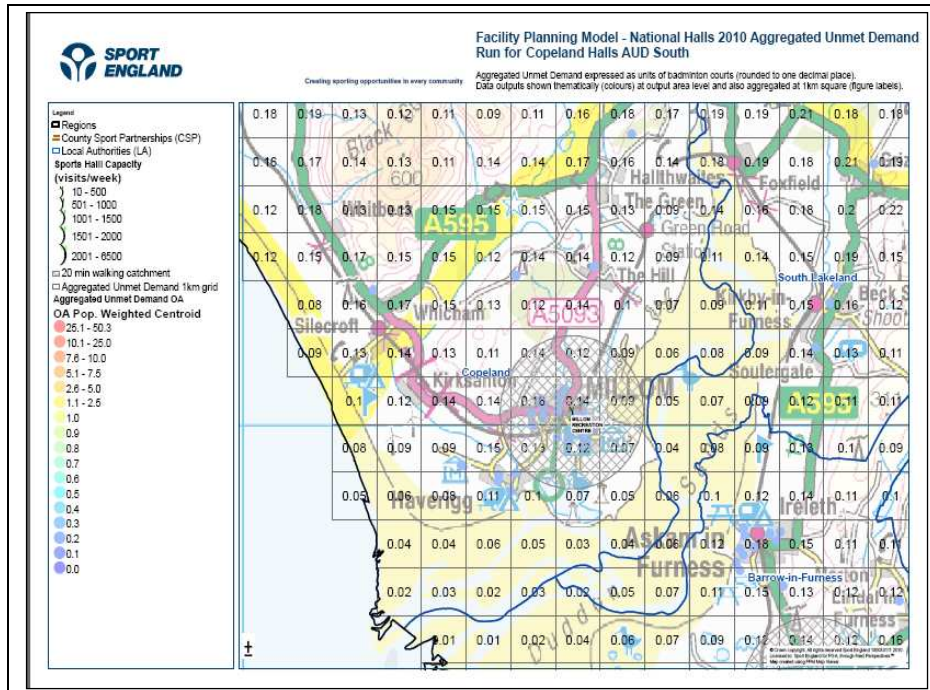 SPORT
ENGLAND
Creating sporting opportunities in every community
Facility Planning Model - National Halls 2010 Aggregated Unmet Demand
Run for Copeland Halls AUD South
Aggregated Unmet Demand expressed as units of badminton courts (rounded to one decimal place).
Data outputs shown thematically (colours) at output area level and also aggregated at 1km square (figure labels).
Legend
Regions
County Sport Partnerships (CSP)
Local Authorities (LA)
Sports Hall Capacity
(visits/week)
10 - 500
501 - 1000
1001 - 1500
1501 - 2000
2001 - 6500
20 min walking catchment
Aggregated Unmet Demand 1km grid
Aggregated Unmet Demand OA
OA Pop. Weighted Centroid
25.1 - 50.3
10.1 - 25.0
7.6 - 10.0
5.1 - 7.5
2.6 - 5.0
1.1 - 2.5
1.0
0.9
0.8
0.7
0.6
0.5
0.4
0.3
0.2
0.1
0.0
0.18 0.19 0.13 0.12 0.11 0.09 0.11 0.16 0.18 0.17 0.19 0.19 0.21 0.18 0.18
Black
0.16 0.17 0.14 0.13 0.11 0.14 0.14 0.17 0.16 0.14 0.18 0.19 0.18 0.21 0.19
600
Hallthwaites
Foxfield
0.12 0.18 0.13 0.13 0.15 0.15 0.15 0.15 0.13 0.09 0.14 0.16 0.18 0.2 0.22
The Green
A595
Green Road
Station
0.12 0.15 0.17 0.15 0.15 0.12 0.14 0.14 0.12 0.09 0.11 0.14 0.15 0.19 0.15
The Hill
South Lakeland
0.08 0.16 0.17 0.15 0.13 0.12 0.14 0.1 0.07 0.09 0.11 0.15 0.16 0.12
Whicham
A5093
Kirkby-in-
Furness
Beck S
Silecroft
0.09 0.13 0.14 0.13 0.11 0.14 0.12 0.09 0.06 0.08 0.09 0.14 0.13 0.11
Kirksanton
Copeland
MILLOM
Soutergate
0.1 0.12 0.14 0.14 0.16 0.14 0.09 0.05 0.07 0.09 0.12 0.11 0.11
A595
MILLOM
RECREATION
CENTRE
0.08 0.09 0.09 0.15 0.13 0.12 0.07 0.04 0.08 0.09 0.13 0.1 0.09
0.05 0.06 0.08 0.11 0.1 0.07 0.05 0.06 0.1 0.12 0.14 0.11 0.1
Haverigg
Ireleth
0.04 0.04 0.06 0.05 0.03 0.04 0.06 0.12 0.18 0.15 0.11 0.11
Askam in
Furness
Barrow-in-Furness
0.02 0.03 0.02 0.03 0.02 0.05 0.07 0.11 0.15 0.13 0.12 0.12
Lindal in
Furness
0.01 0.01 0.02 0.04 0.06 0.07 0.09 0.12 0.14 0.12 0.16
Duddon
Sands